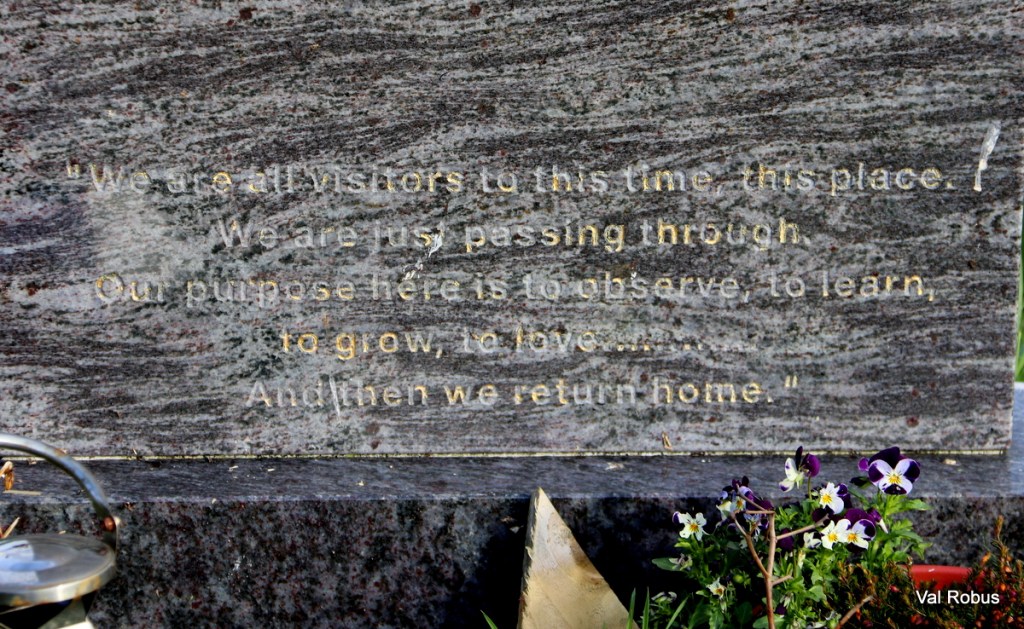 "We are all visitors to this time, this place.
We are just passing through.
Our purpose here is to observe, to learn,
to grow, to love.............
And then we return home."
Val Robus